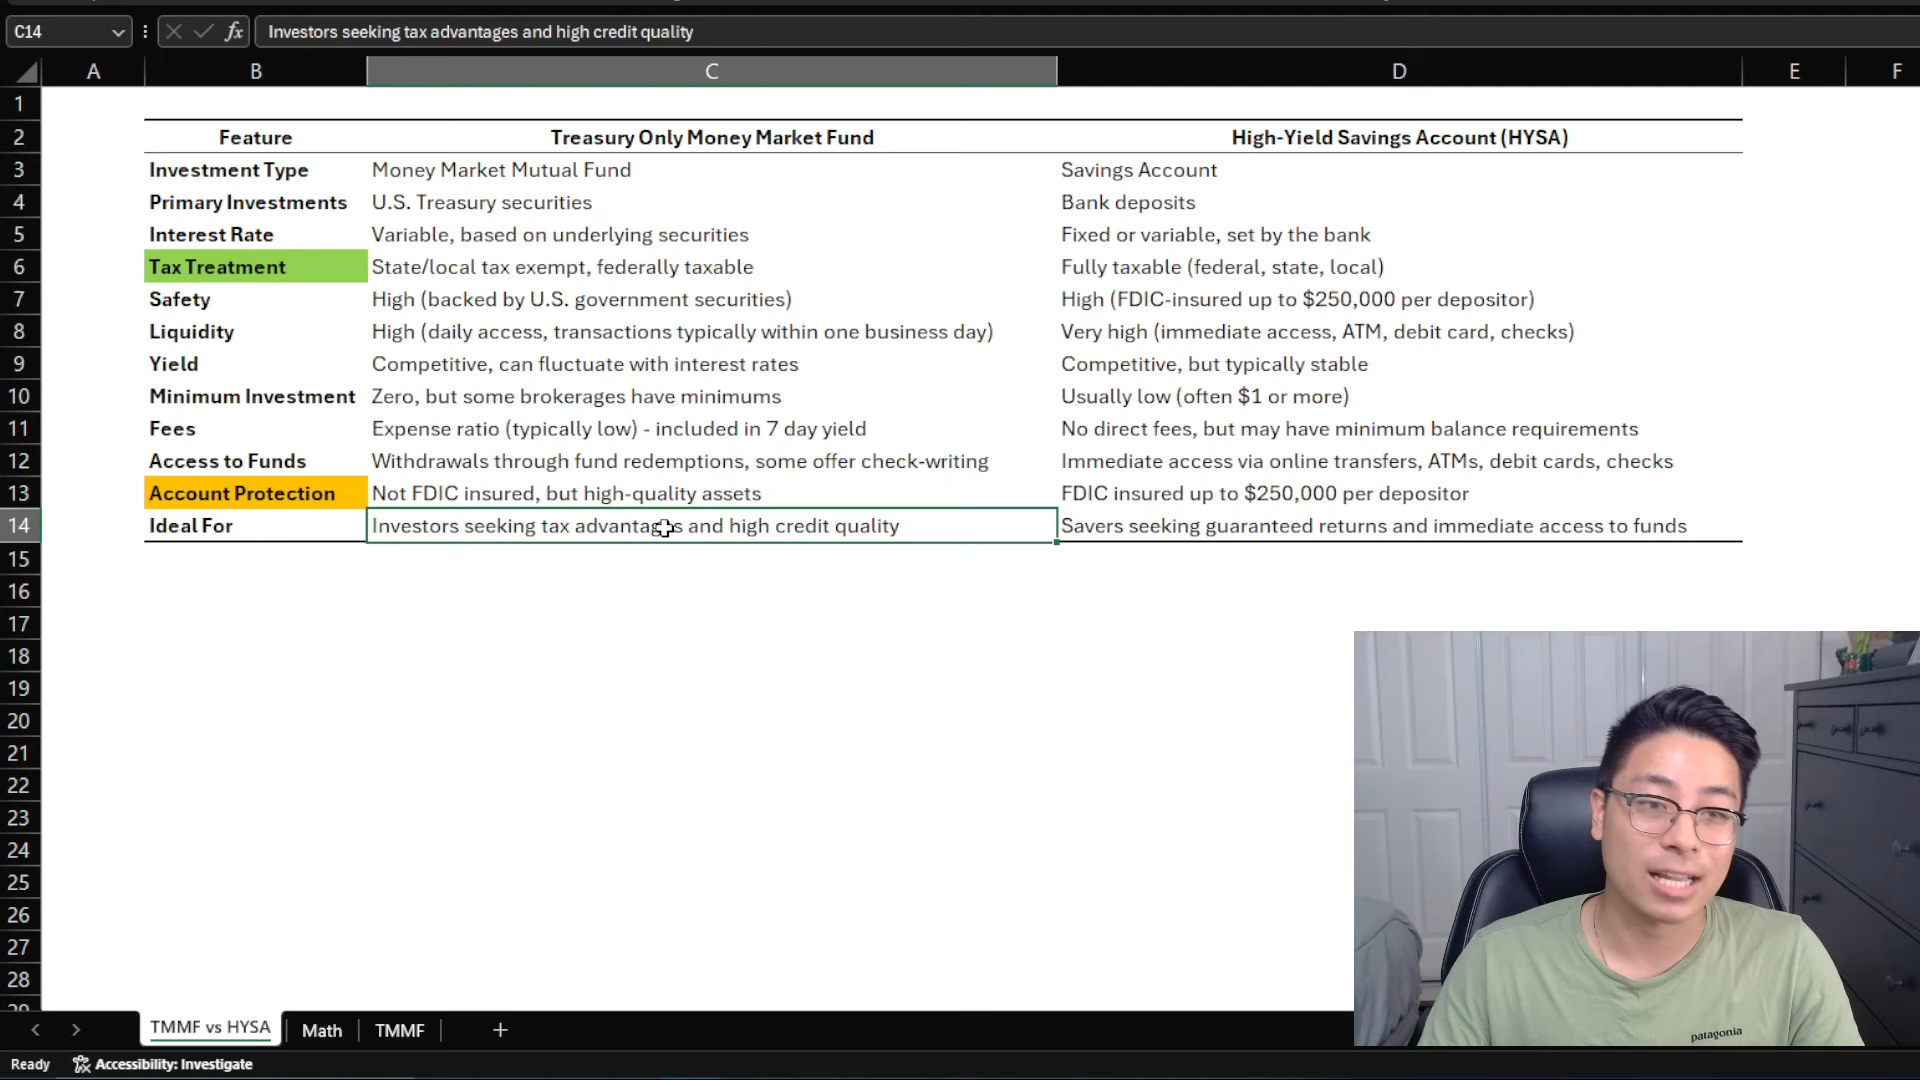 C14
fx
Investors seeking tax advantages and high credit quality
A B C D E F
1
2 Feature Treasury Only Money Market Fund High-Yield Savings Account (HYSA)
3 Investment Type Money Market Mutual Fund Savings Account
4 Primary Investments U.S. Treasury securities Bank deposits
5 Interest Rate Variable, based on underlying securities Fixed or variable, set by the bank
6 Tax Treatment State/local tax exempt, federally taxable Fully taxable (federal, state, local)
7 Safety High (backed by U.S. government securities) High (FDIC-insured up to $250,000 per depositor)
8 Liquidity High (daily access, transactions typically within one business day) Very high (immediate access, ATM, debit card, checks)
9 Yield Competitive, can fluctuate with interest rates Competitive, but typically stable
10 Minimum Investment Zero, but some brokerages have minimums Usually low (often $1 or more)
11 Fees Expense ratio (typically low) - included in 7 day yield No direct fees, but may have minimum balance requirements
12 Access to Funds Withdrawals through fund redemptions, some offer check-writing Immediate access via online transfers, ATMs, debit cards, checks
13 Account Protection Not FDIC insured, but high-quality assets FDIC insured up to $250,000 per depositor
14 Ideal For Investors seeking tax advantages and high credit quality Savers seeking guaranteed returns and immediate access to funds
15
16
17
18
19
20
21
22
23
24
25
26
27
28
29
patagonia
TMMF vs HYSA Math TMMF +
Ready Accessibility: Investigate